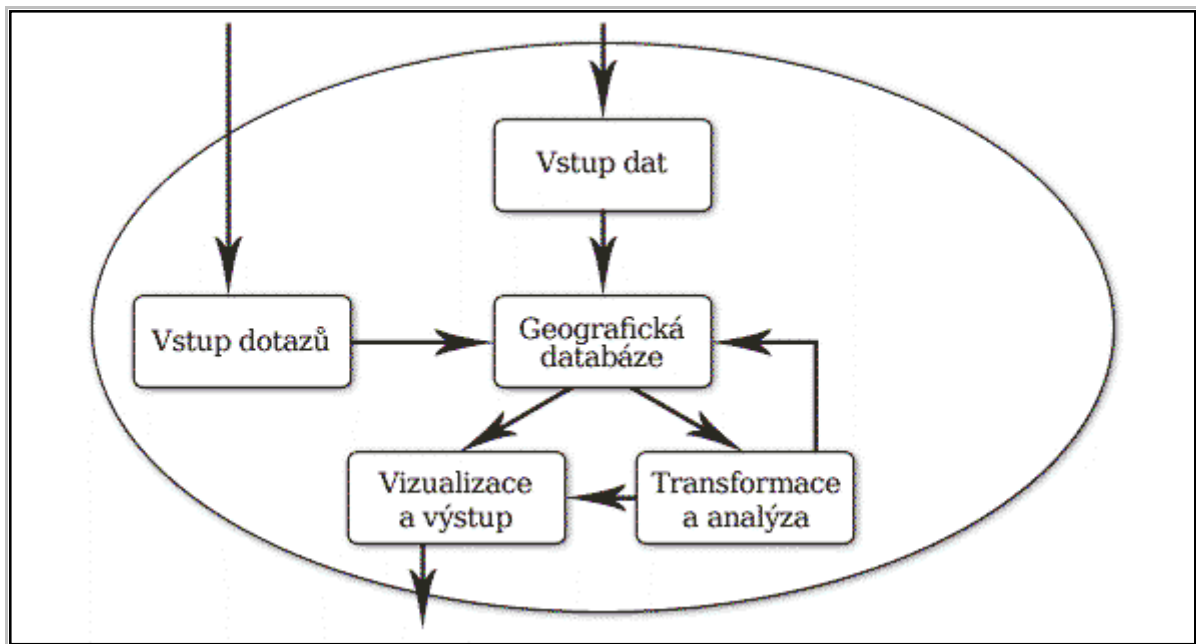 Vstup dat
Vstup dotazů
Geografická
databáze
Vizualizace
a výstup
Transformace
a analýza